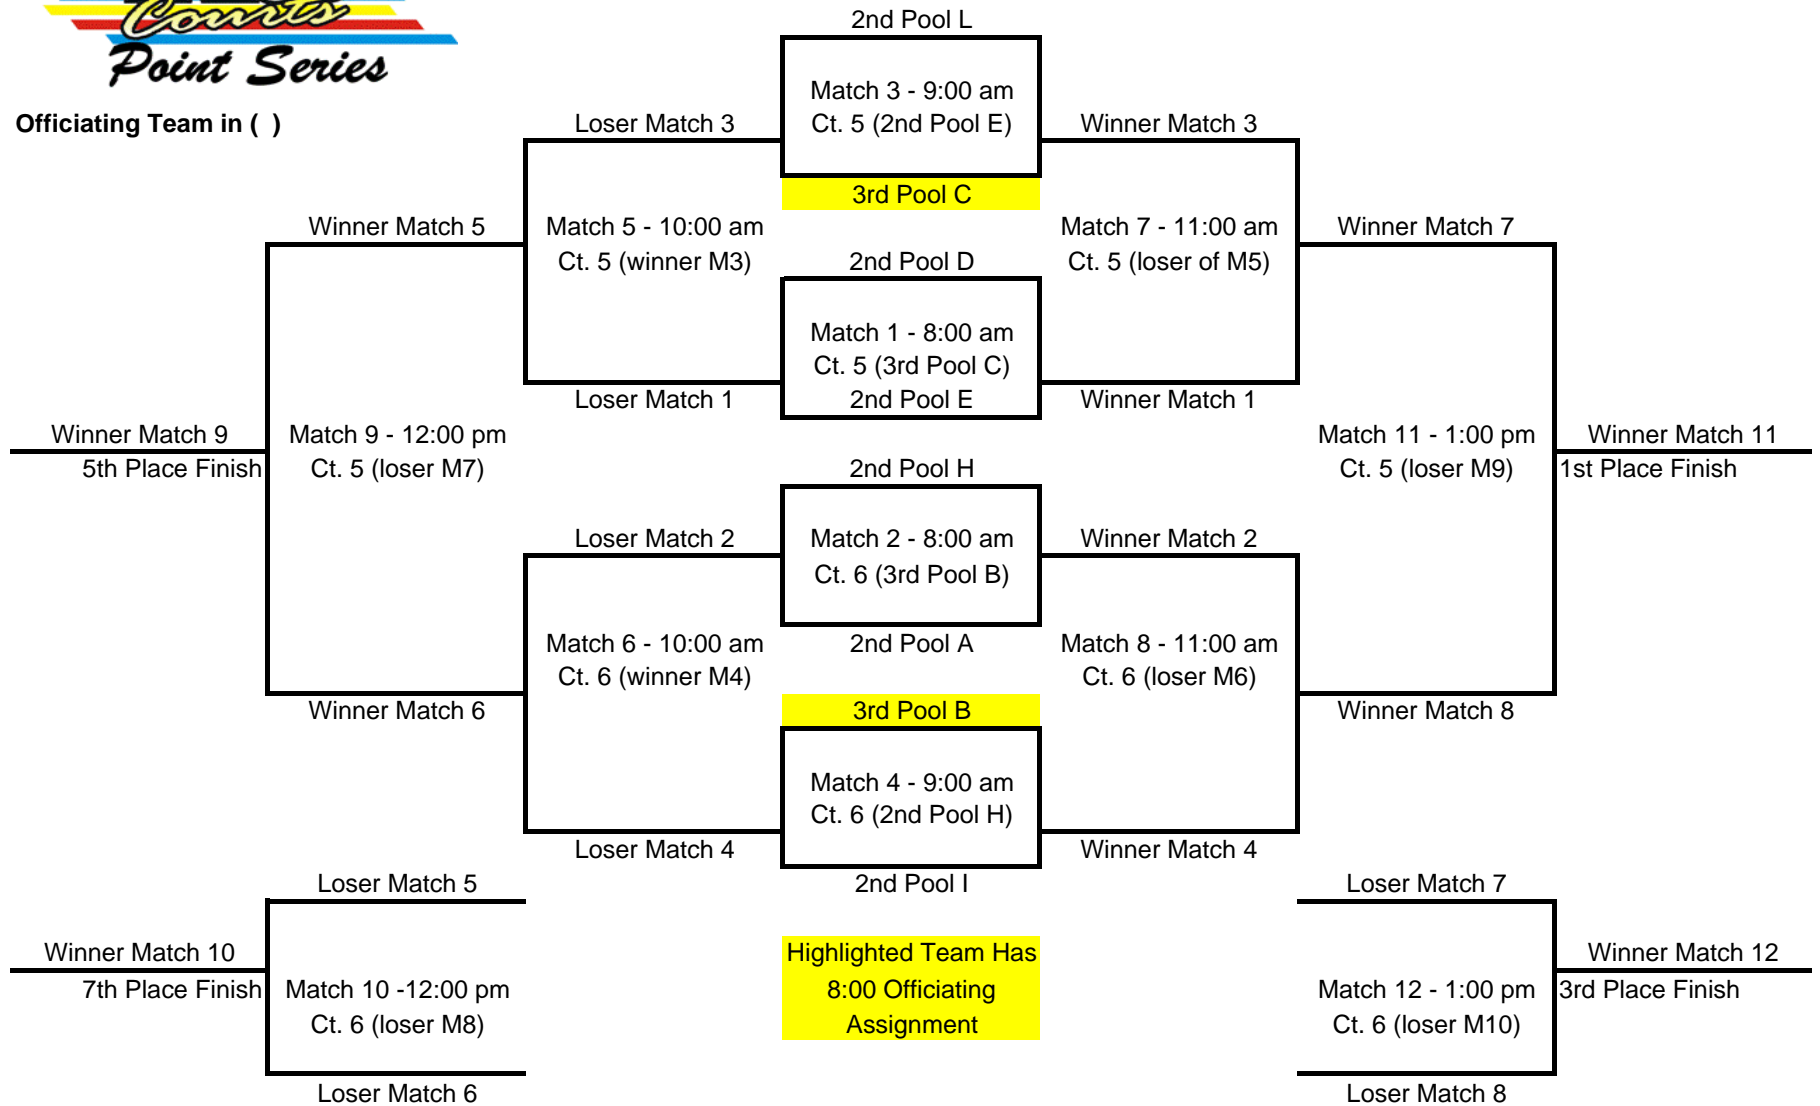 Courts
Point Series
Officiating Team in ( )
2nd Pool L
Match 3 - 9:00 am
Ct. 5 (2nd Pool E)
Loser Match 3
Winner Match 3
3rd Pool C
Winner Match 5
Match 5 - 10:00 am
Ct. 5 (winner M3)
Match 7 - 11:00 am
Ct. 5 (loser of M5)
Winner Match 7
2nd Pool D
Match 1 - 8:00 am
Ct. 5 (3rd Pool C)
Loser Match 1
2nd Pool E
Winner Match 1
Winner Match 9
5th Place Finish
Match 9 - 12:00 pm
Ct. 5 (loser M7)
Match 11 - 1:00 pm
Ct. 5 (loser M9)
Winner Match 11
1st Place Finish
2nd Pool H
Loser Match 2
Match 2 - 8:00 am
Ct. 6 (3rd Pool B)
Winner Match 2
Match 6 - 10:00 am
Ct. 6 (winner M4)
2nd Pool A
Match 8 - 11:00 am
Ct. 6 (loser M6)
Winner Match 6
3rd Pool B
Winner Match 8
Match 4 - 9:00 am
Ct. 6 (2nd Pool H)
Loser Match 4
Winner Match 4
Loser Match 5
2nd Pool I
Loser Match 7
Winner Match 10
7th Place Finish
Match 10 -12:00 pm
Ct. 6 (loser M8)
Highlighted Team Has
8:00 Officiating
Assignment
Match 12 - 1:00 pm
Ct. 6 (loser M10)
Winner Match 12
3rd Place Finish
Loser Match 6
Loser Match 8